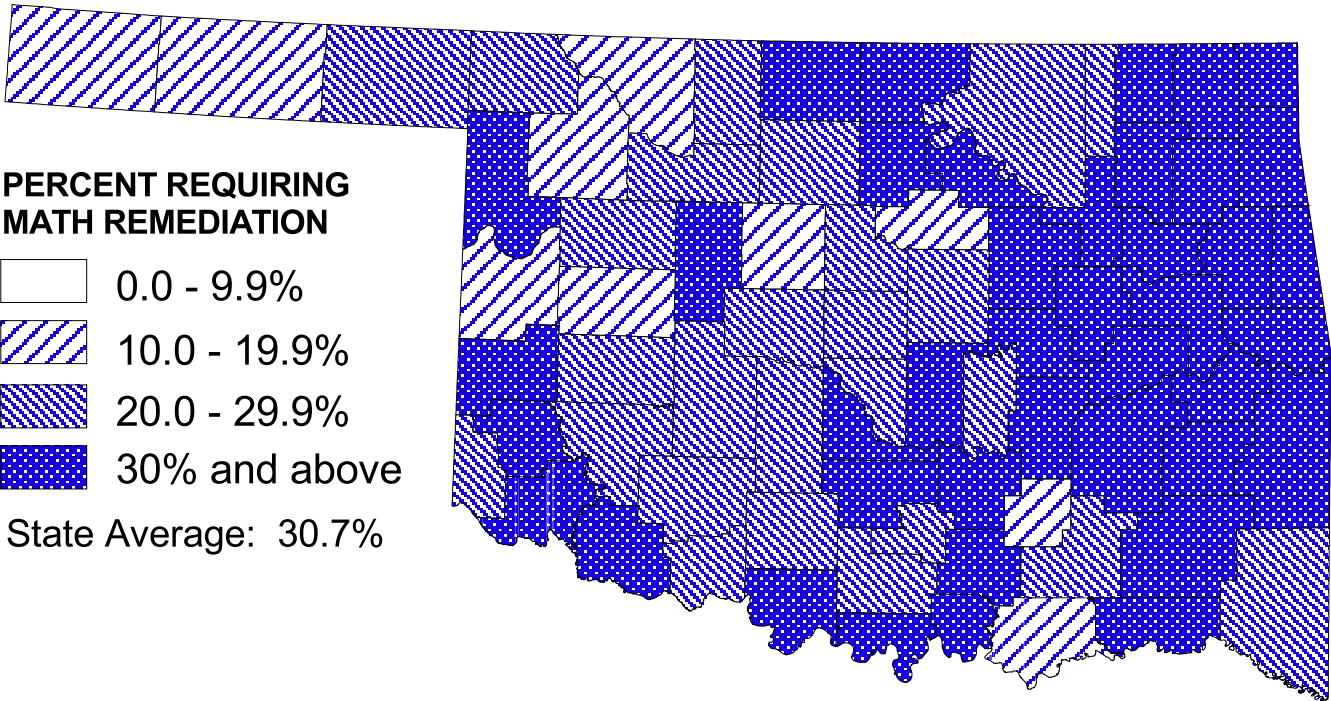 PERCENT REQUIRING
MATH REMEDIATION
0.0 - 9.9%
10.0 - 19.9%
20.0 - 29.9%
30% and above
State Average:  30.7%